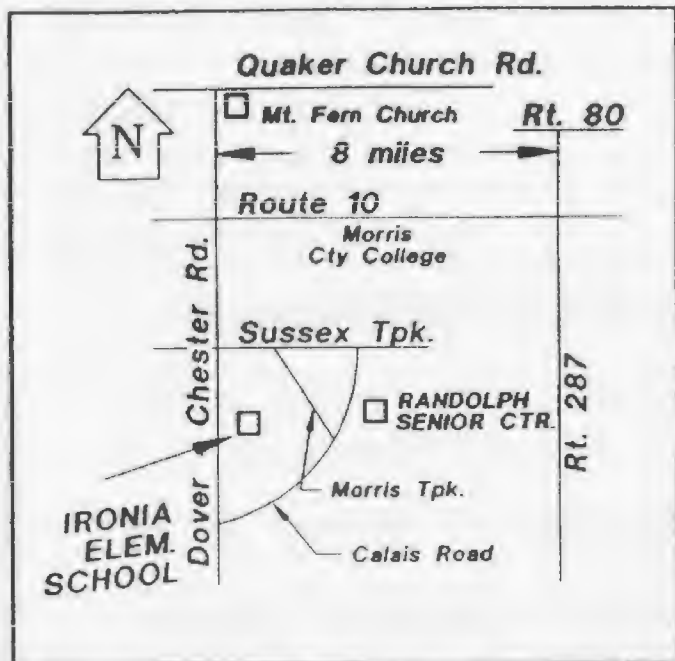 Quaker Church Rd.
N
Mt. Fern Church
Rt. 80
8 miles
Route 10
Morris
Cty College
Dover Chester Rd.
Sussex Tpk.
RANDOLPH
SENIOR CTR.
Rt. 287
Morris Tpk.
IRONIA
ELEM.
SCHOOL
Calais Road